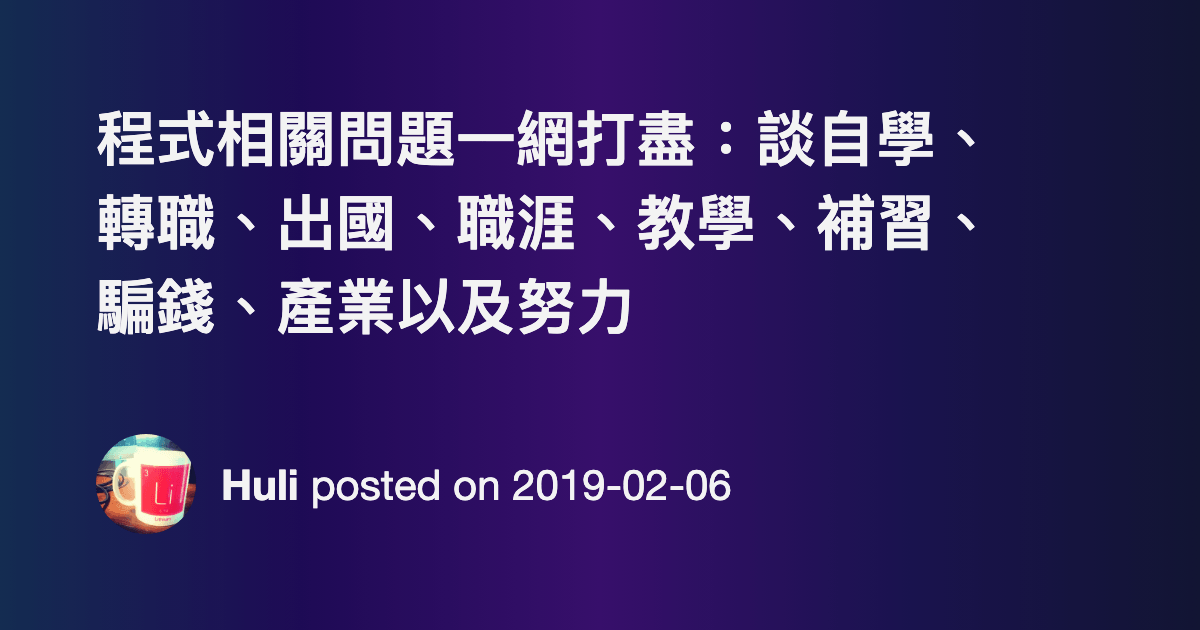 程式相關問題一網打盡：談自學、
轉職、出國、職涯、教學、補習、
騙錢、產業以及努力
3
Li
Lithium
Huli posted on 2019-02-06